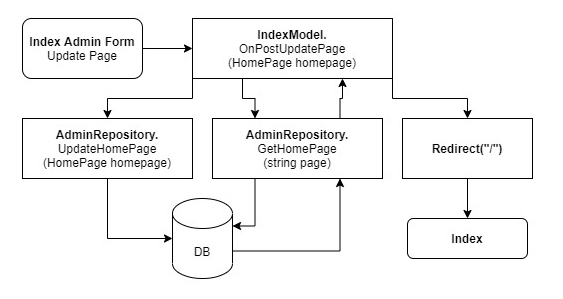 Index Admin Form
Update Page
IndexModel.
OnPostUpdatePage
(HomePage homepage)
AdminRepository.
UpdateHomePage
(HomePage homepage)
AdminRepository.
GetHomePage
(string page)
Redirect("/")
DB
Index